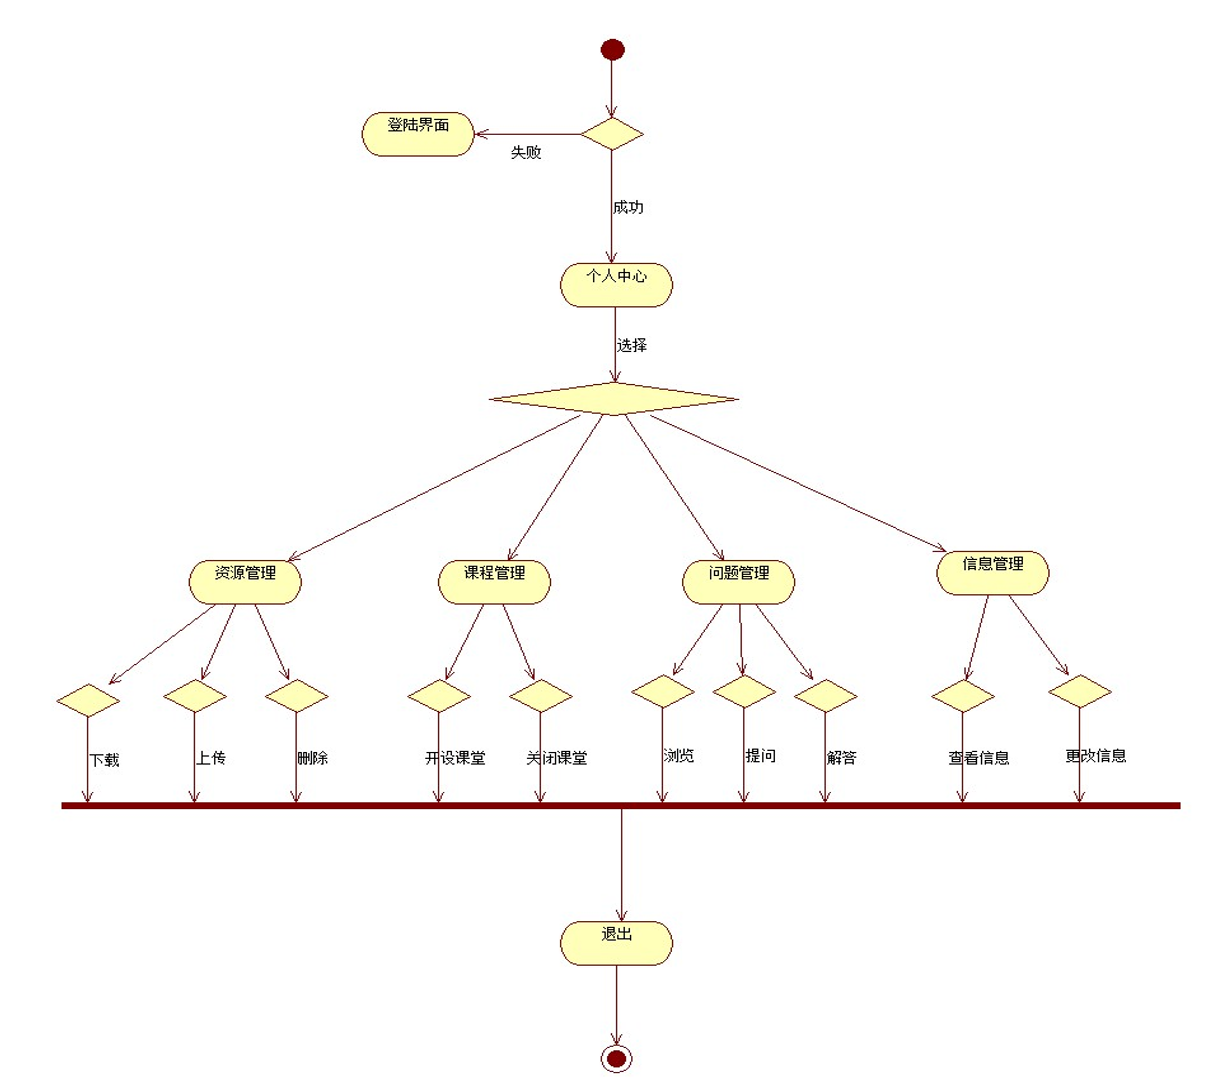 登陆界面
失败
成功
个人中心
选择
资源管理
课程管理
问题管理
信息管理
下载
上传
删除
开设课堂
关闭课堂
浏览
提问
解答
查看信息
更改信息
退出